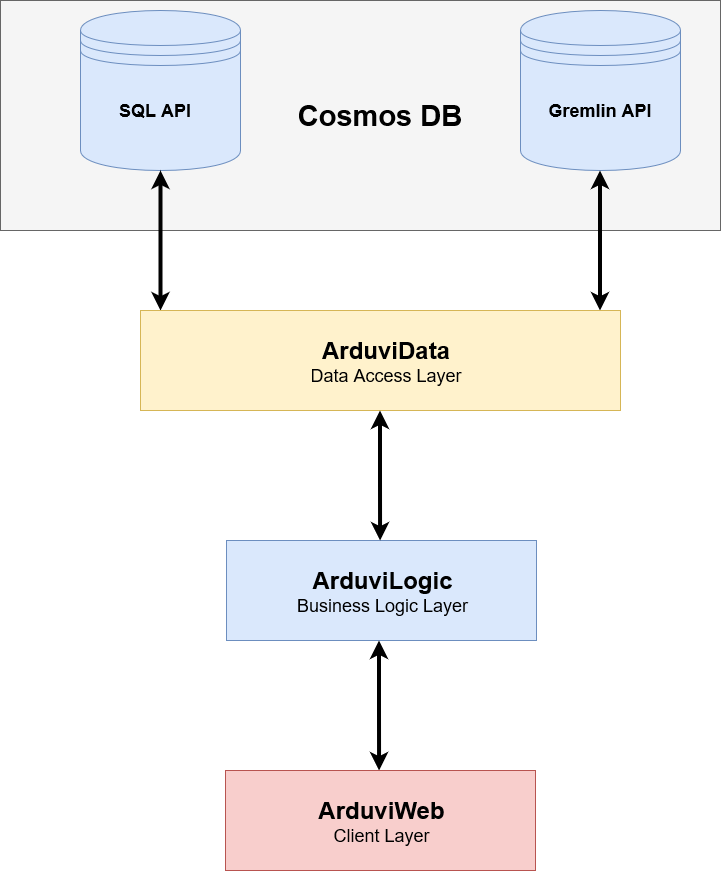 SQL API
Cosmos DB
Gremlin API
ArduviData
Data Access Layer
ArduviLogic
Business Logic Layer
ArduviWeb
Client Layer